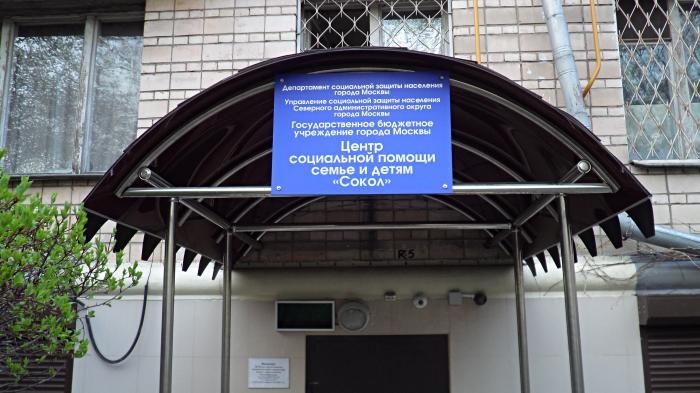 Департамент социальной защиты населения
города Москвы
Управление социальной защиты населения
Северного административного округа
города Москвы
Государственное бюджетное
учреждение города Москвы
Центр
социальной помощи
семье и детям
«Сокол»
R5